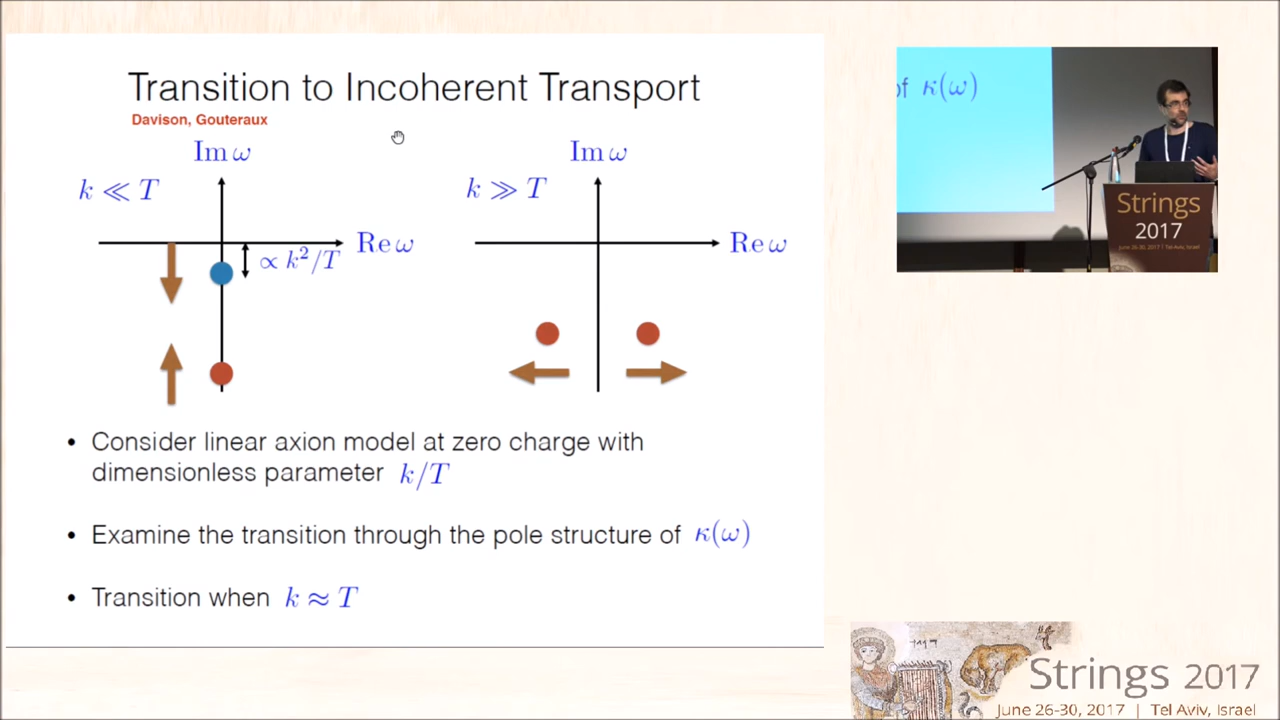 Transition to Incoherent Transport
Davison, Gouteraux
Im ω
k ≪ T
Re ω
∝ k²/T
Im ω
k ≫ T
Re ω
• Consider linear axion model at zero charge with
dimensionless parameter k/T
• Examine the transition through the pole structure of κ(ω)
• Transition when k ≈ T
of κ(ω)
Strings
2017
June 26-30, 2017 | Tel Aviv, Israel
Strings 2017
June 26-30, 2017 | Tel Aviv, Israel